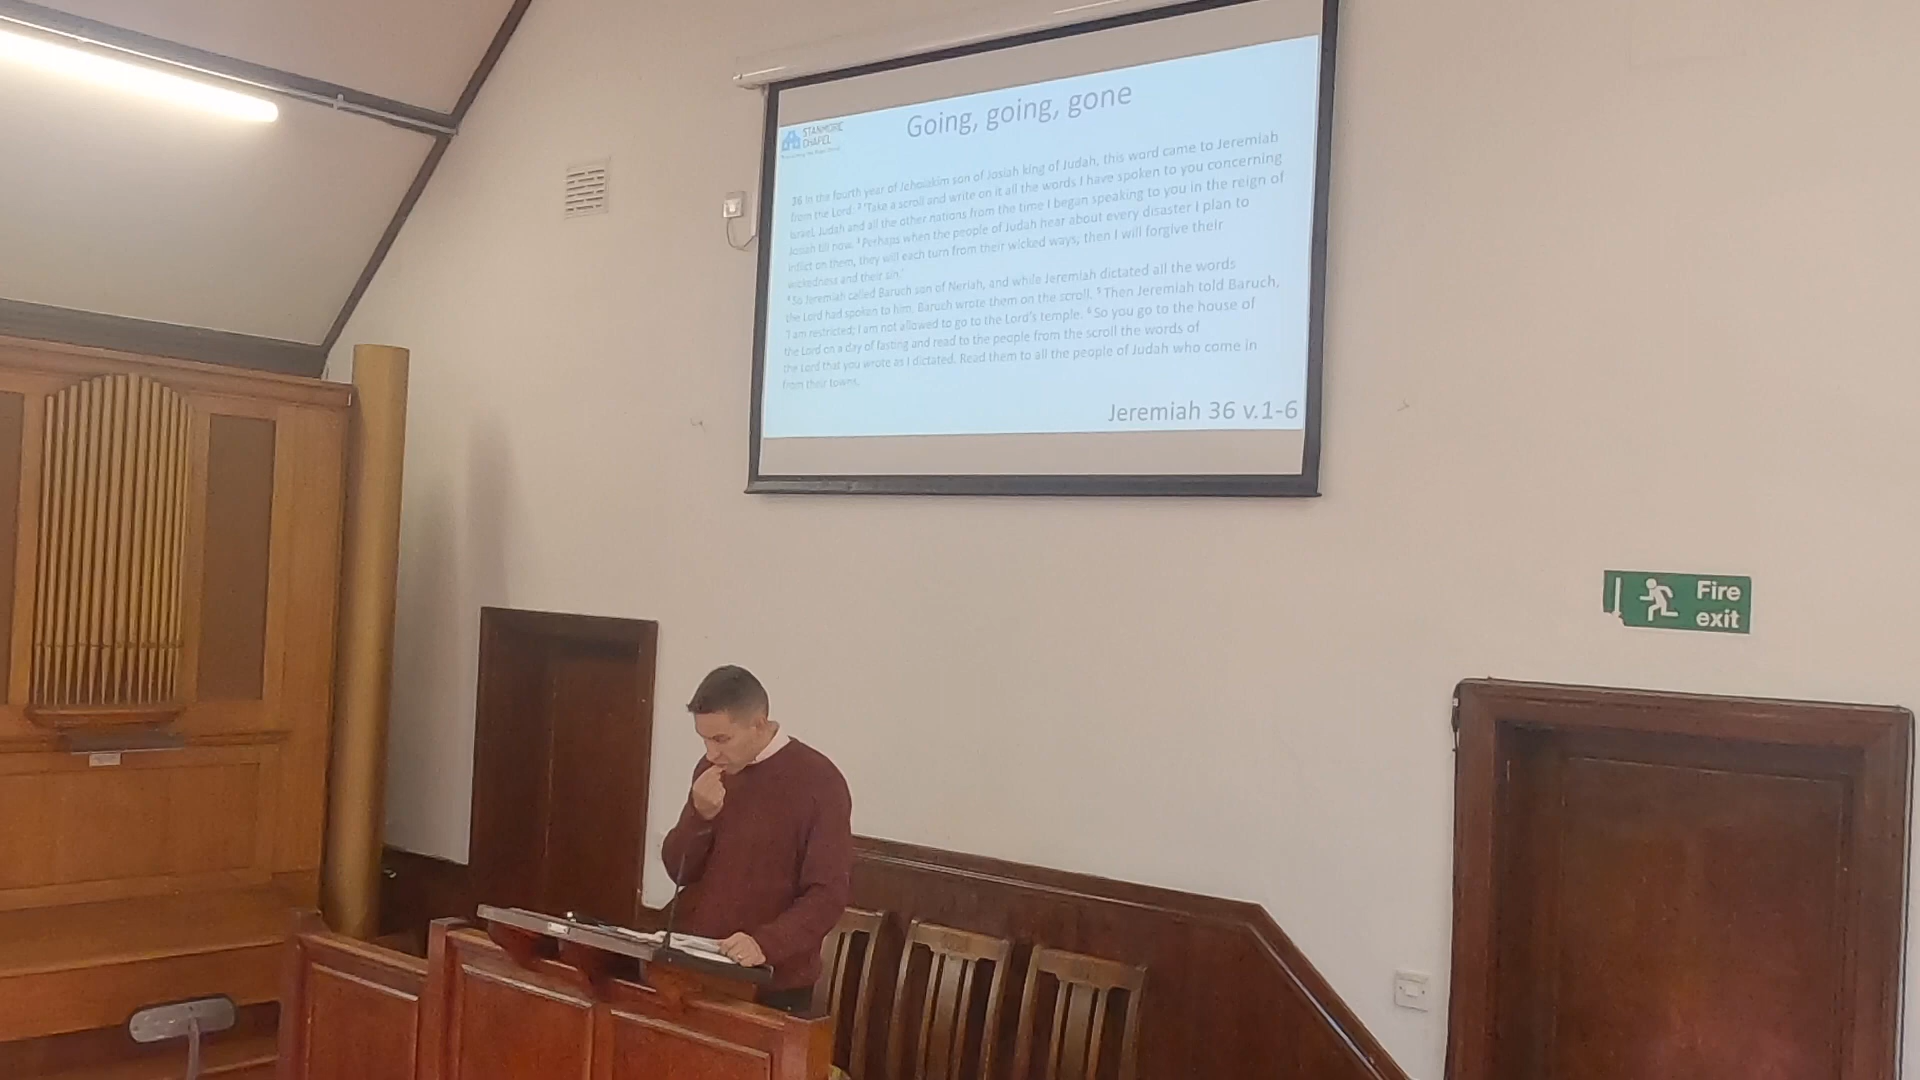 Going, going, gone
STANMORE
CHAPEL
36 In the fourth year of Jehoiakim son of Josiah king of Judah, this word came to Jeremiah
from the Lord: 2 'Take a scroll and write on it all the words I have spoken to you concerning
Israel, Judah and all the other nations from the time I began speaking to you in the reign of
Josiah till now. 3 Perhaps when the people of Judah hear about every disaster I plan to
inflict on them, they will each turn from their wicked ways; then I will forgive their
wickedness and their sin.'
4 So Jeremiah called Baruch son of Neriah, and while Jeremiah dictated all the words
the Lord had spoken to him, Baruch wrote them on the scroll. 5 Then Jeremiah told Baruch,
'I am restricted; I am not allowed to go to the Lord's temple. 6 So you go to the house of
the Lord on a day of fasting and read to the people from the scroll the words of
the Lord that you wrote as I dictated. Read them to all the people of Judah who come in
from their towns.
Jeremiah 36 v.1-6
Fire
exit